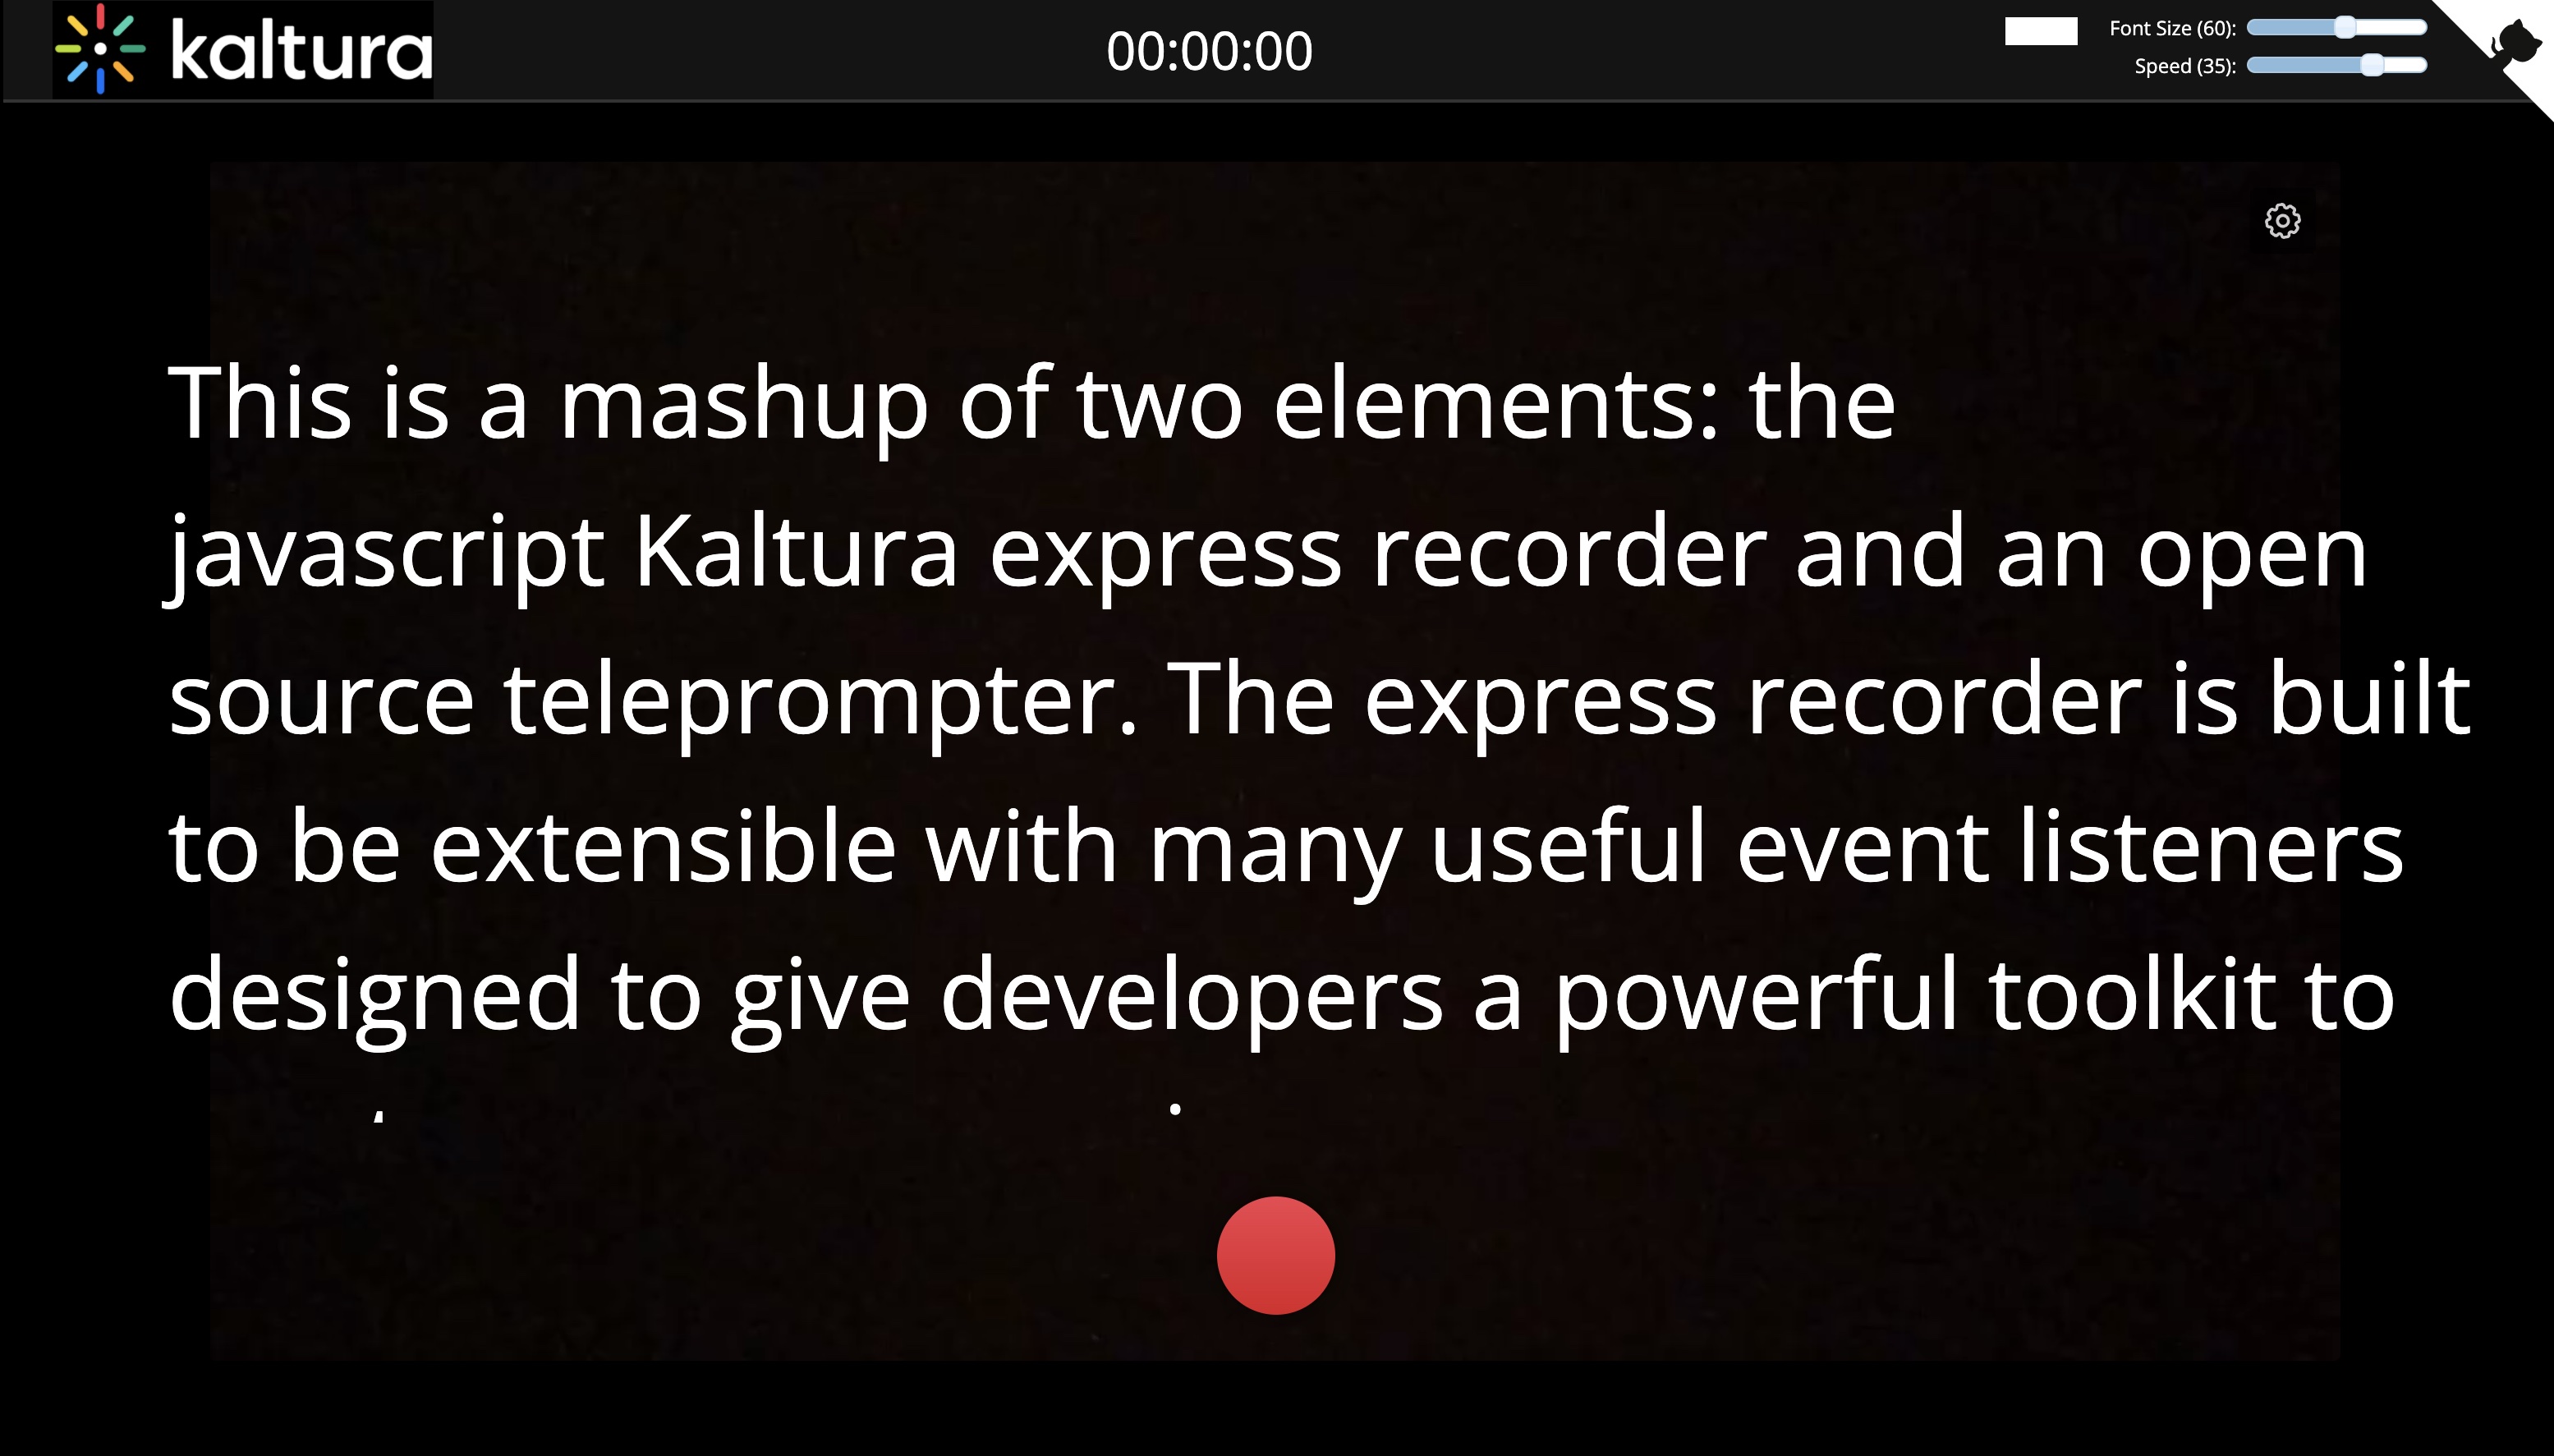 kaltura
00:00:00
Font Size (60):
Speed (35):
This is a mashup of two elements: the
javascript Kaltura express recorder and an open
source teleprompter. The express recorder is built
to be extensible with many useful event listeners
designed to give developers a powerful toolkit to